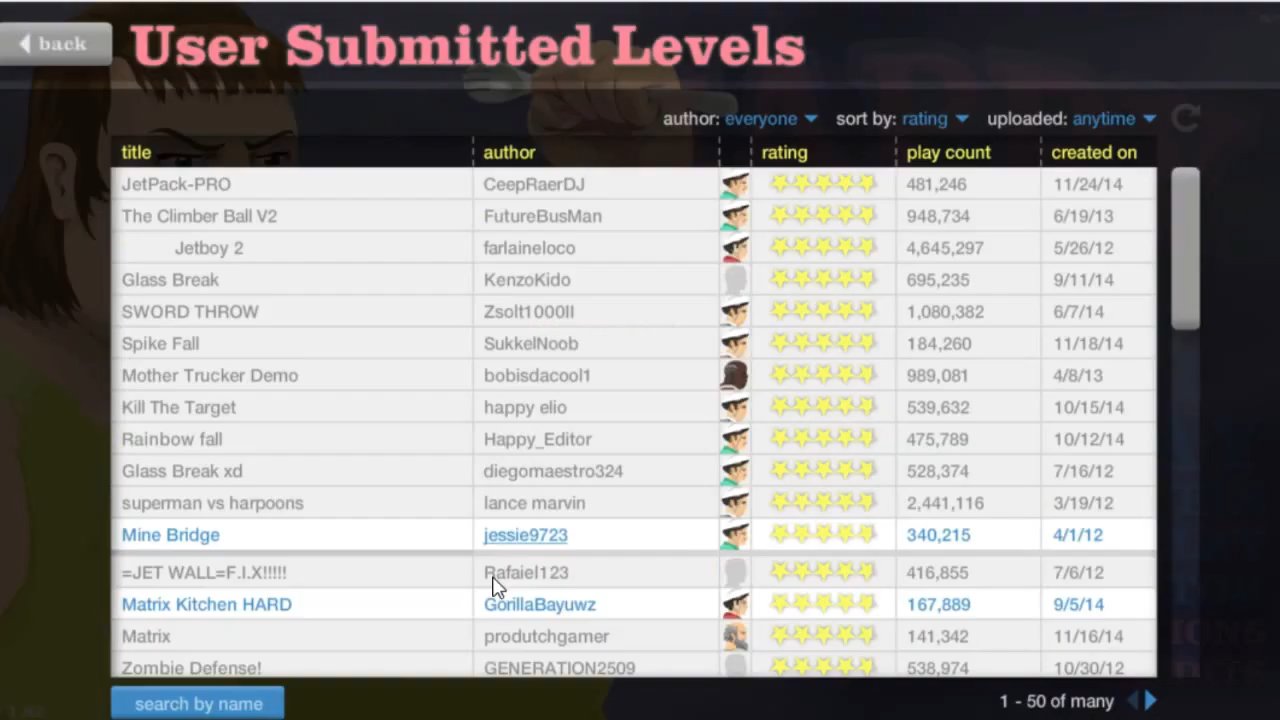 back
User Submitted Levels
author: everyone sort by: rating uploaded: anytime
title author rating play count created on
JetPack-PRO CeepRaerDJ 481,246 11/24/14
The Climber Ball V2 FutureBusMan 948,734 6/19/13
Jetboy 2 farlaineloco 4,645,297 5/26/12
Glass Break KenzoKido 695,235 9/11/14
SWORD THROW Zsolt1000II 1,080,382 6/7/14
Spike Fall SukkelNoob 184,260 11/18/14
Mother Trucker Demo bobisdacool1 989,081 4/8/13
Kill The Target happy elio 539,632 10/15/14
Rainbow fall Happy_Editor 475,789 10/12/14
Glass Break xd diegomaestro324 528,374 7/16/12
superman vs harpoons lance marvin 2,441,116 3/19/12
Mine Bridge jessie9723 340,215 4/1/12
=JET WALL=F.I.X!!!!! Rafaiel123 416,855 7/6/12
Matrix Kitchen HARD GorillaBayuwz 167,889 9/5/14
Matrix produtchgamer 141,342 11/16/14
Zombie Defense! GENERATION2509 538,974 10/30/12
search by name 1 - 50 of many